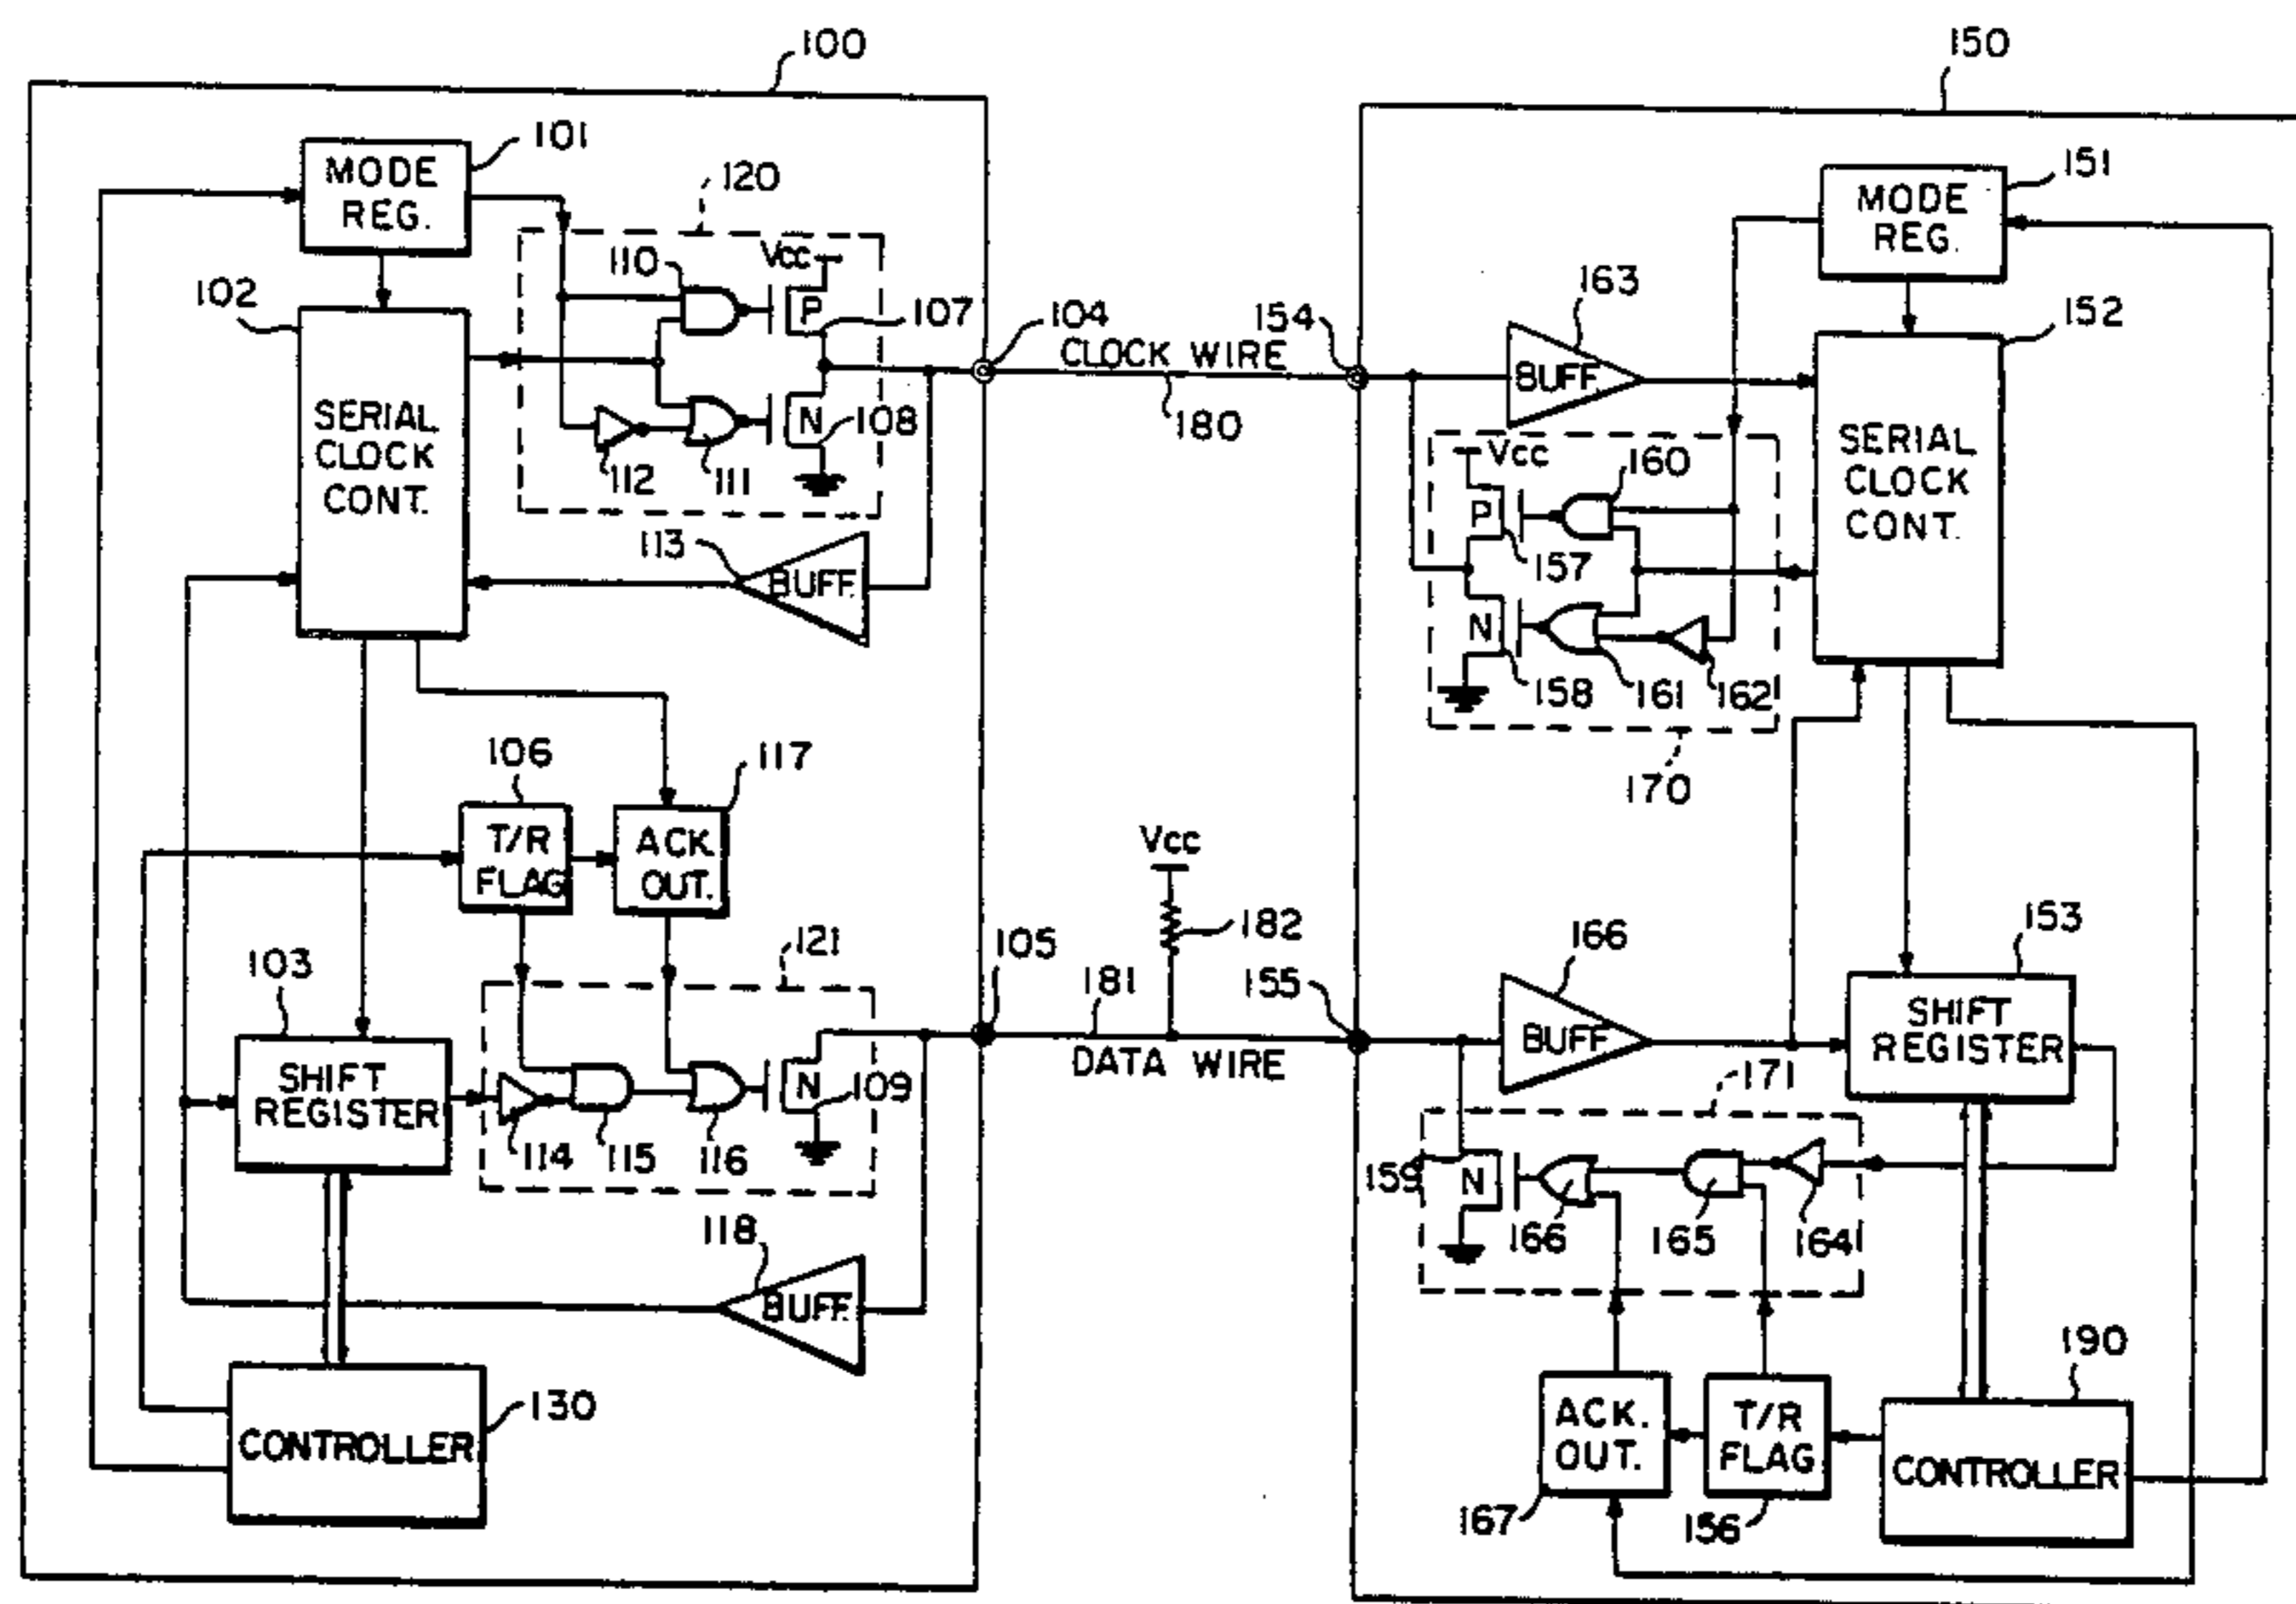 100
150
101
MODE
REG.
120
151
MODE
REG.
102
110
Vcc
P
107
104
CLOCK WIRE
154
163
BUFF
152
SERIAL
CLOCK
CONT.
N
108
112
111
180
Vcc
160
P
157
SERIAL
CLOCK
CONT.
113
BUFF.
N
158
161
162
170
106
T/R
FLAG
117
ACK.
OUT.
Vcc
182
103
SHIFT
REGISTER
121
105
181
DATA WIRE
155
166
BUFF
153
SHIFT
REGISTER
N
109
114
115
116
171
159
N
166
165
164
118
BUFF.
190
130
CONTROLLER
ACK.
OUT.
T/R
FLAG
CONTROLLER
167
156